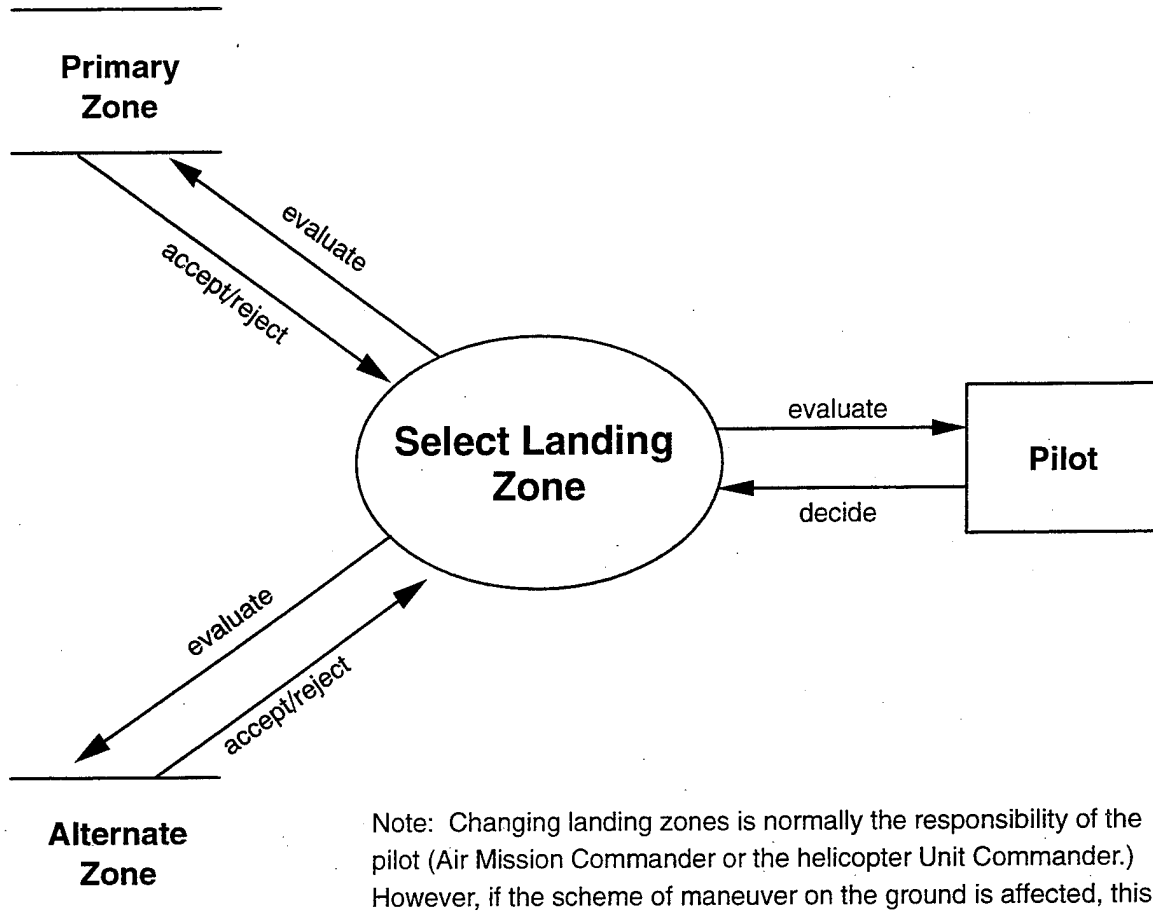 Primary
Zone
evaluate
accept/reject
Select Landing
Zone
evaluate
Pilot
decide
evaluate
accept/reject
Alternate
Zone
Note: Changing landing zones is normally the responsibility of the
pilot (Air Mission Commander or the helicopter Unit Commander.)
However, if the scheme of maneuver on the ground is affected, this